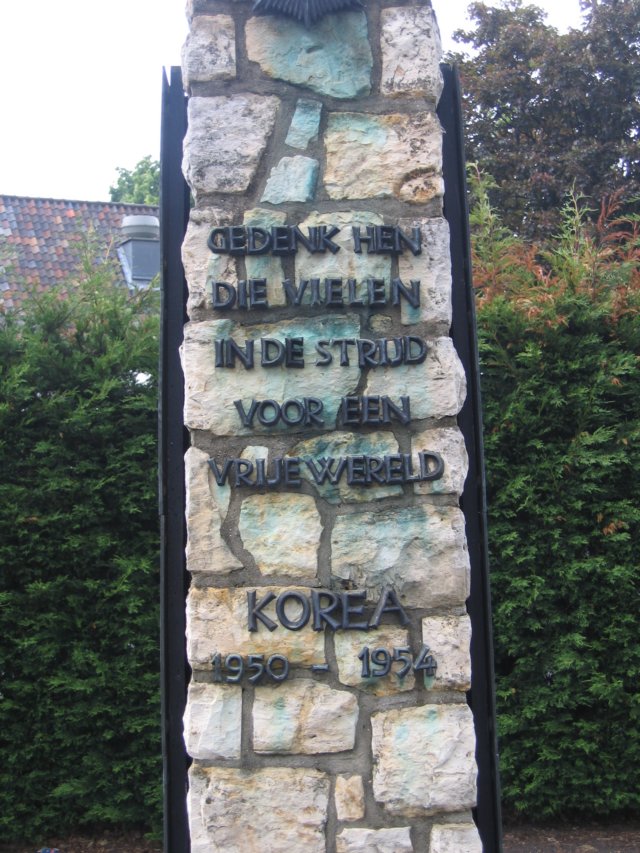 GEDENK HEN
DIE VIELEN
IN DE STRIJD
VOOR EEN
VRIJE WERELD
KOREA
1950 - 1954